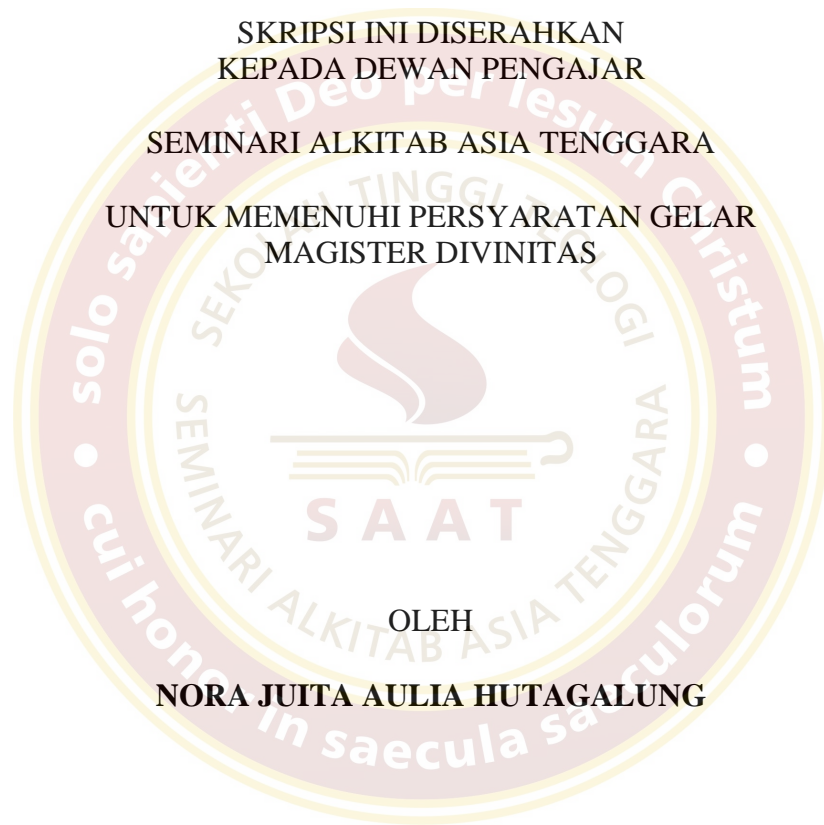 SKRIPSI INI DISERAHKAN
KEPADA DEWAN PENGAJAR
SEMINARI ALKITAB ASIA TENGGARA
UNTUK MEMENUHI PERSYARATAN GELAR
MAGISTER DIVINITAS
OLEH
NORA JUITA AULIA HUTAGALUNG
solo sapienti Deo per Iesum Christum
cui honor in saecula saeculorum
SEKOLAH TINGGI TEOLOGI
SEMINARI ALKITAB ASIA TENGGARA
SAAT